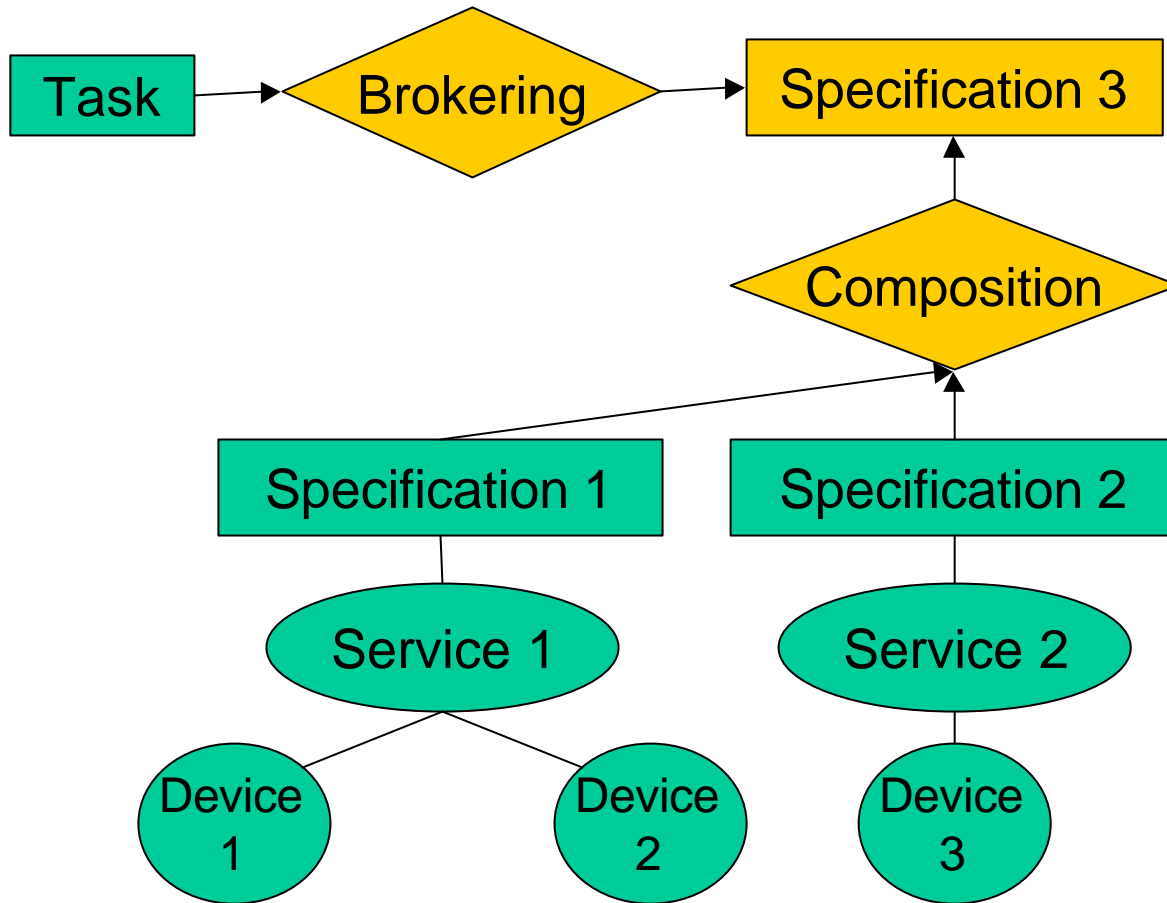 Task
Brokering
Specification 3
Composition
Specification 1
Specification 2
Service 1
Service 2
Device
1
Device
2
Device
3